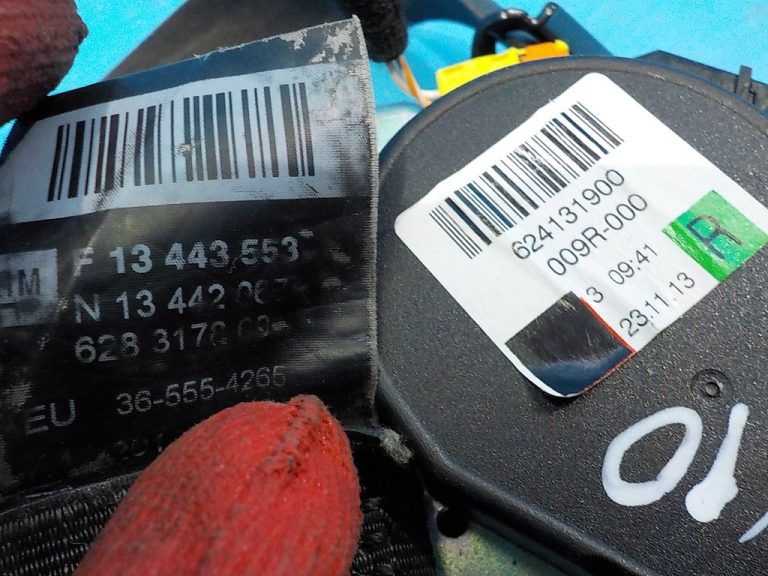 F 13 443 553
N 13 442
628 3178
EU 36-555-4265
624131900
009R-000
3 09:41
23.11.13
R